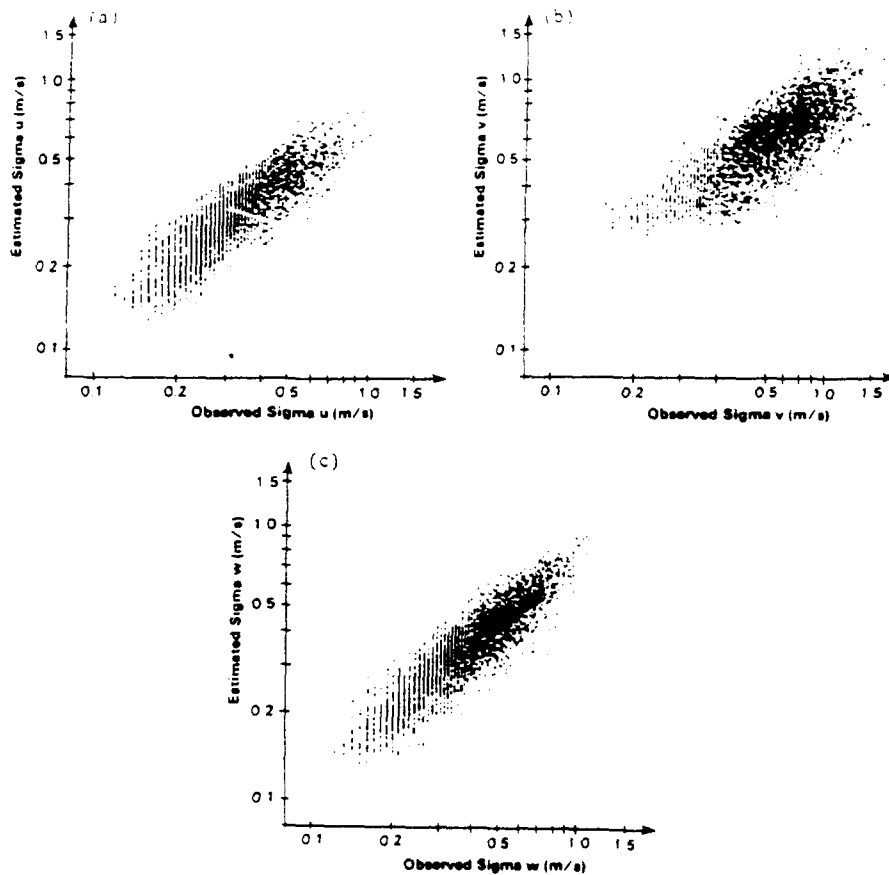 (a)
1.5
1.0
0.5
0.2
0.1
Estimated Sigma u (m/s)
0.1 0.2 0.5 1.0 1.5
Observed Sigma u (m/s)
(b)
1.5
1.0
0.5
0.2
0.1
Estimated Sigma v (m/s)
0.1 0.2 0.5 1.0 1.5
Observed Sigma v (m/s)
(c)
1.5
1.0
0.5
0.2
0.1
Estimated Sigma w (m/s)
0.1 0.2 0.5 1.0 1.5
Observed Sigma w (m/s)